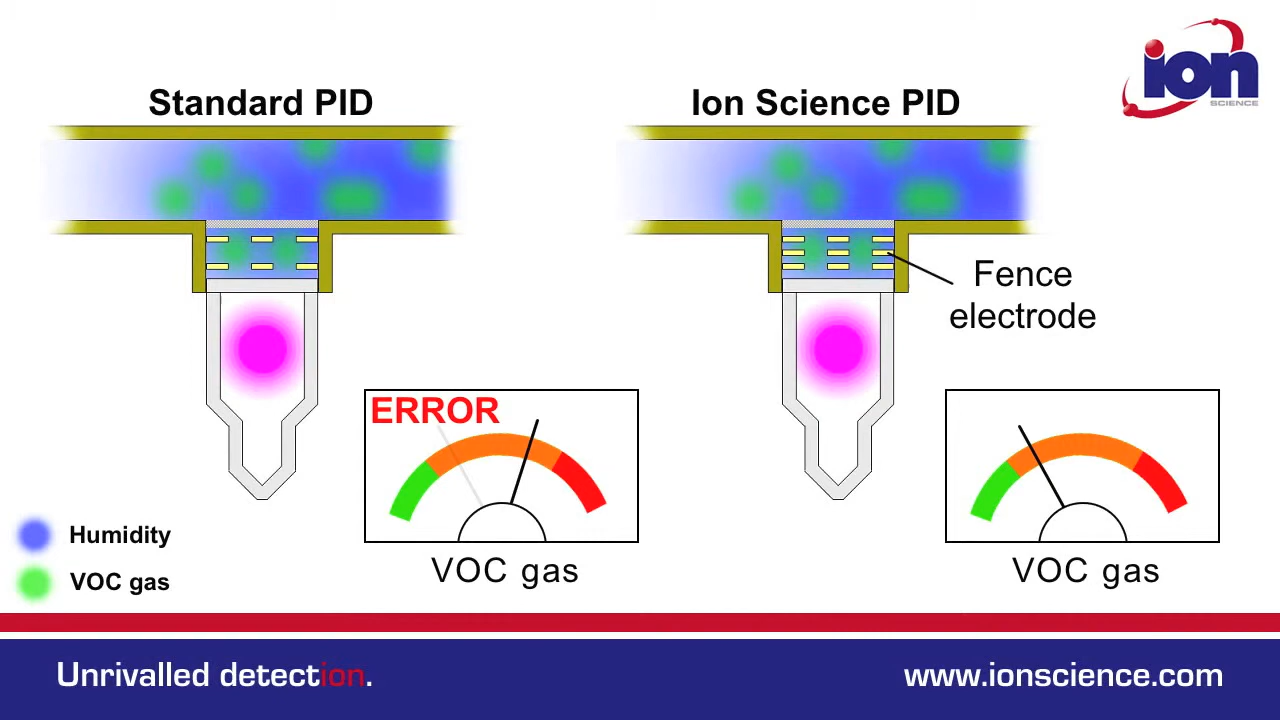 ion
SCIENCE
Standard PID
Ion Science PID
Fence
electrode
ERROR
Humidity
VOC gas
VOC gas
VOC gas
Unrivalled detection.
www.ionscience.com